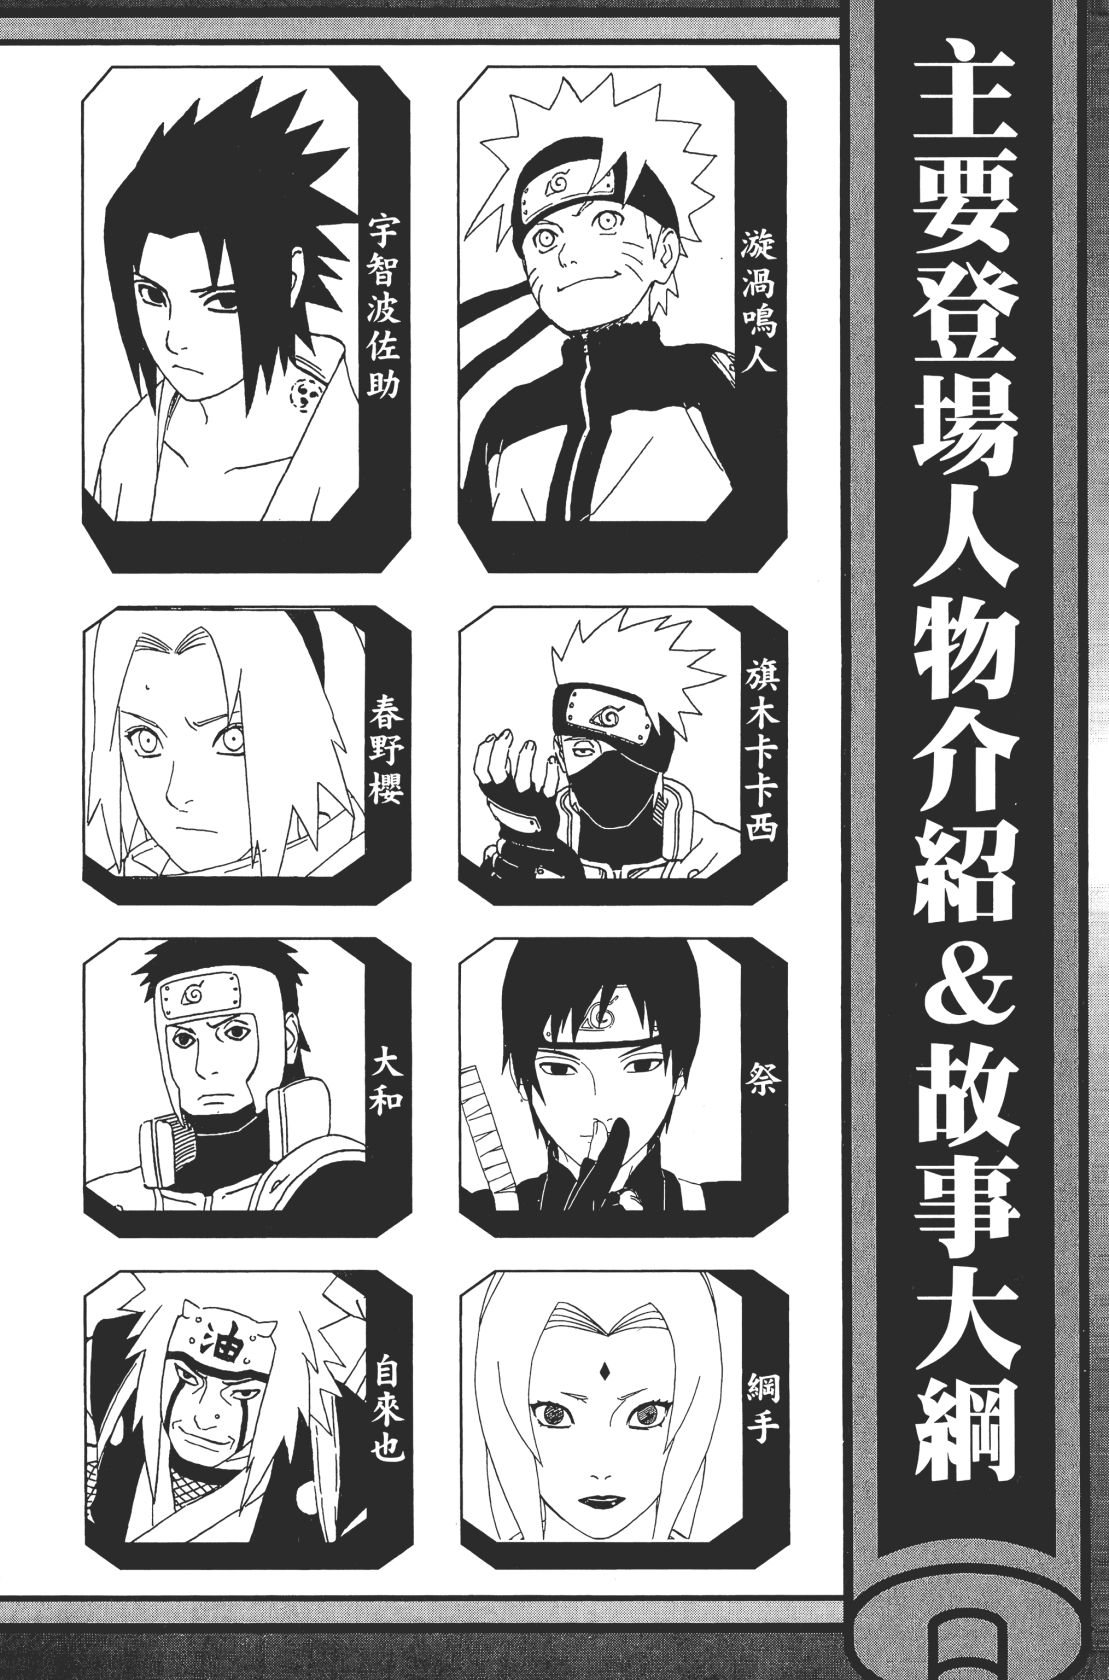 主要登場人物介紹&故事大綱
漩渦鳴人
宇智波佐助
旗木卡卡西
春野櫻
祭
大和
綱手
自來也
油